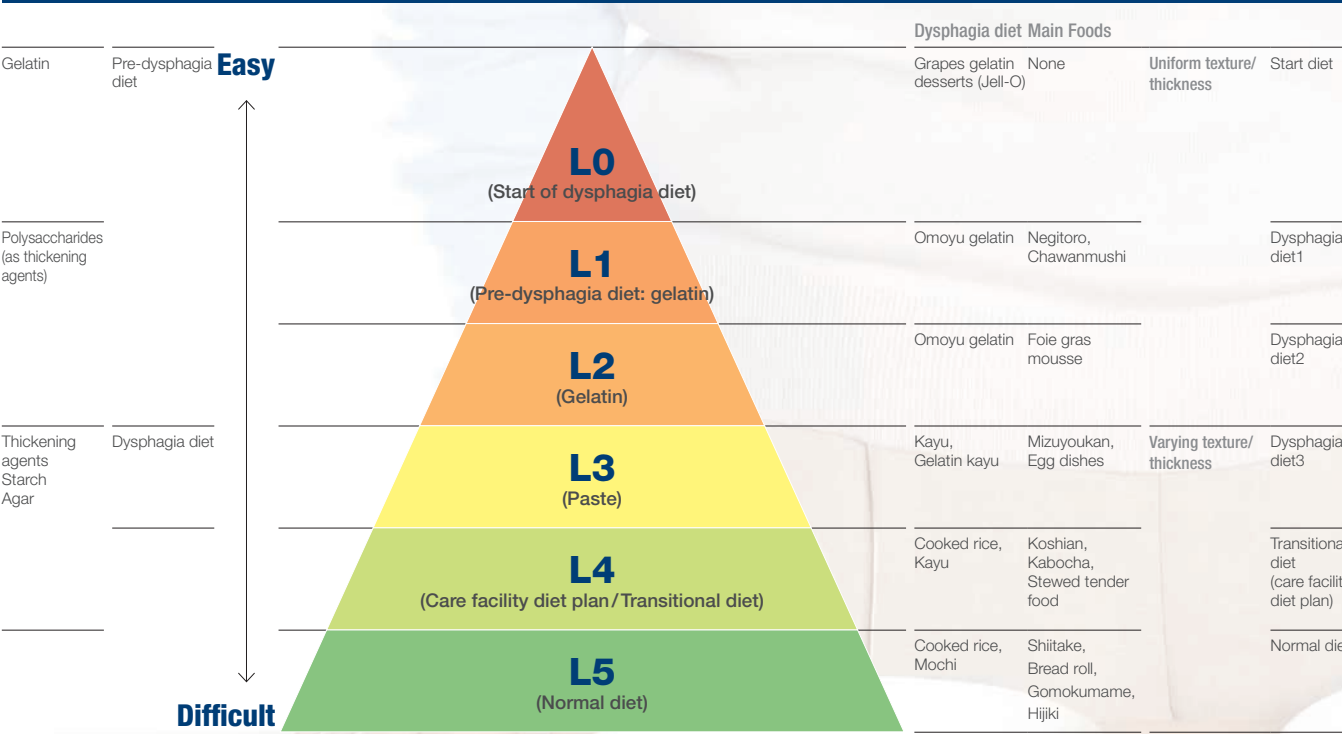 Dysphagia diet Main Foods
Gelatin
Pre-dysphagia
diet
Easy
Grapes gelatin
desserts (Jell-O)
None
Uniform texture/
thickness
Start diet
L0
(Start of dysphagia diet)
Polysaccharides
(as thickening
agents)
L1
(Pre-dysphagia diet: gelatin)
Omoyu gelatin
Negitoro,
Chawanmushi
Dysphagia
diet1
L2
(Gelatin)
Omoyu gelatin
Foie gras
mousse
Dysphagia
diet2
Thickening
agents
Starch
Agar
Dysphagia diet
L3
(Paste)
Kayu,
Gelatin kayu
Mizuyoukan,
Egg dishes
Varying texture/
thickness
Dysphagia
diet3
L4
(Care facility diet plan/Transitional diet)
Cooked rice,
Kayu
Koshian,
Kabocha,
Stewed tender
food
Transitiona
diet
(care facilit
diet plan)
L5
(Normal diet)
Cooked rice,
Mochi
Shiitake,
Bread roll,
Gomokumame,
Hijiki
Normal die
Difficult